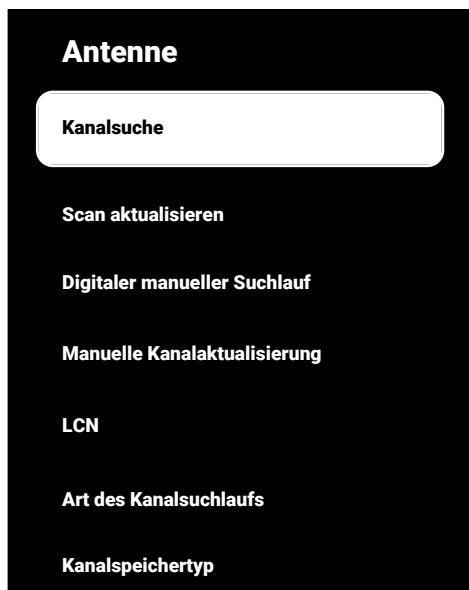 Antenne
Kanalsuche
Scan aktualisieren
Digitaler manueller Suchlauf
Manuelle Kanalaktualisierung
LCN
Art des Kanalsuchlaufs
Kanalspeichertyp